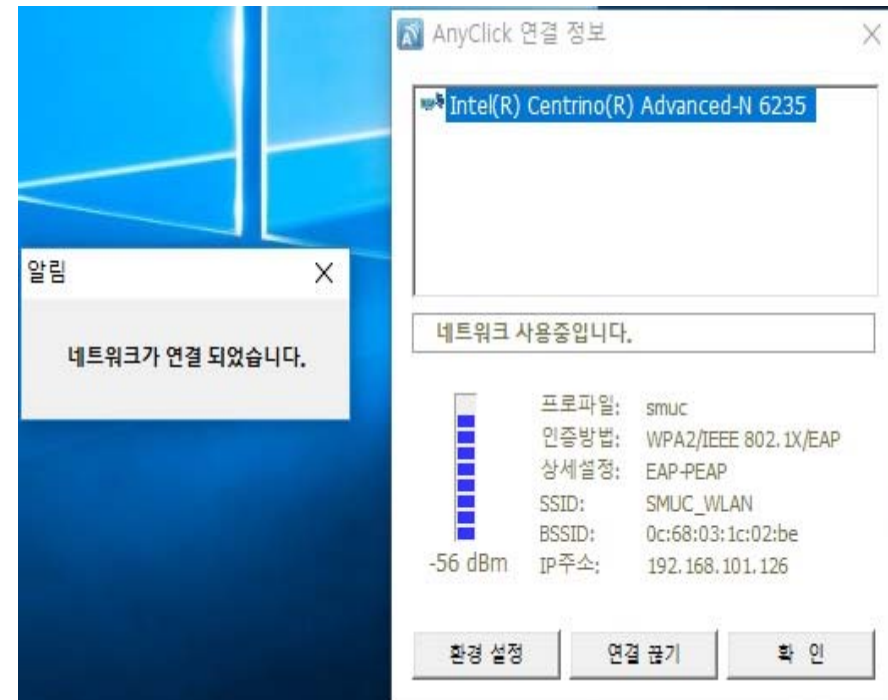 AnyClick 연결 정보
Intel(R) Centrino(R) Advanced-N 6235
알림
네트워크가 연결 되었습니다.
네트워크 사용중입니다.
프로파일: smuc
인증방법: WPA2/IEEE 802.1X/EAP
상세설정: EAP-PEAP
SSID: SMUC_WLAN
BSSID: 0c:68:03:1c:02:be
-56 dBm IP주소: 192.168.101.126
환경 설정 연결 끊기 확 인